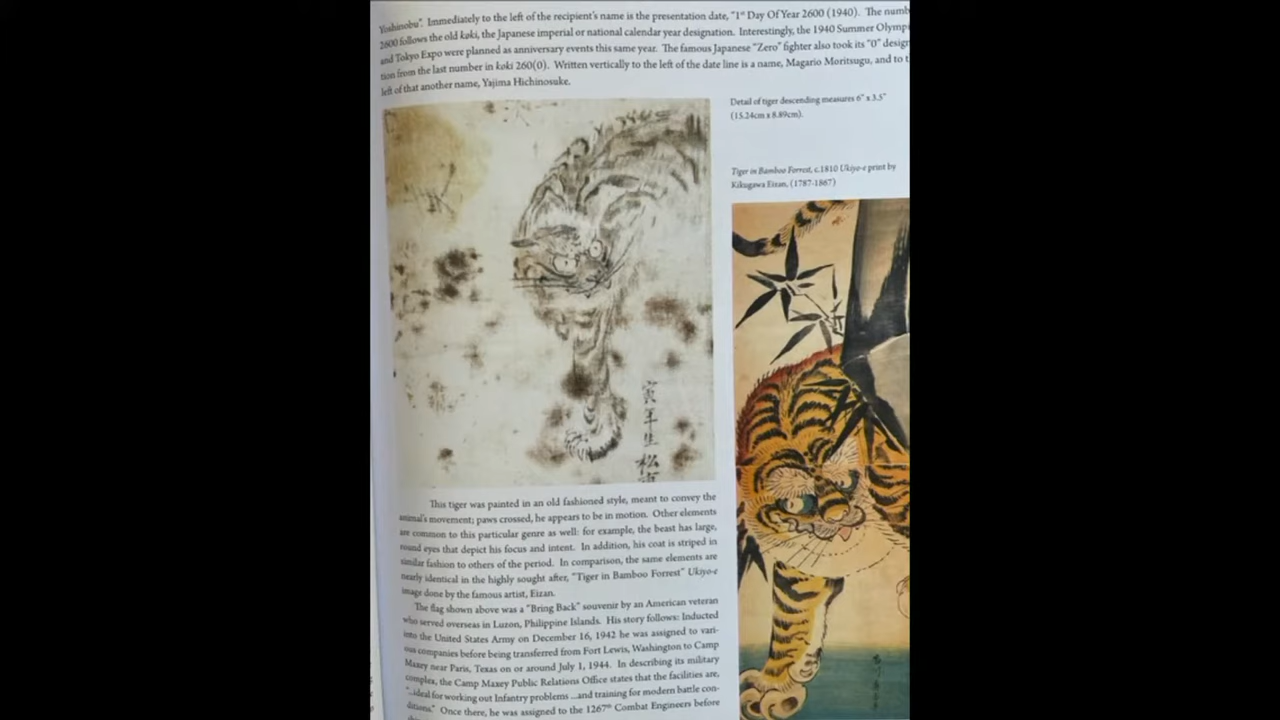 Yoshinobu". Immediately to the left of the recipient's name is the presentation date, "1st Day Of Year 2600 (1940). The
2600 follows the old koki, the Japanese imperial or national calendar year designation. Interestingly, the 1940 Summer
and Tokyo Expo were planned as anniversary events this same year. The famous Japanese "Zero" fighter also took its "0"
tion from the last number in koki 260(0). Written vertically to the left of the date line is a name, Magario Moritsugu, and to
left of that another name, Yajima Hichinosuke.
Detail of tiger descending measures 6" x 3.5"
(15.24cm x 8.89cm).
Tiger in Bamboo Forrest, c.1810 Ukiyo-e print by
Kikugawa Eizan, (1787-1867)
寅年生
松
This tiger was painted in an old fashioned style, meant to convey the
animal's movement; paws crossed, he appears to be in motion. Other elements
are common to this particular genre as well: for example, the beast has large,
round eyes that depict his focus and intent. In addition, his coat is striped in
similar fashion to others of the period. In comparison, the same elements are
nearly identical in the highly sought after, "Tiger in Bamboo Forrest" Ukiyo-e
image done by the famous artist, Eizan.
The flag shown above was a "Bring Back" souvenir by an American veteran
who served overseas in Luzon, Philippine Islands. His story follows: Inducted
into the United States Army on December 16, 1942 he was assigned to vari-
ous companies before being transferred from Fort Lewis, Washington to Camp
Maxey near Paris, Texas on or around July 1, 1944. In describing its military
complex, the Camp Maxey Public Relations Office states that the facilities are,
"...ideal for working out Infantry problems ...and training for modern battle con-
ditions." Once there, he was assigned to the 1267th Combat Engineers before